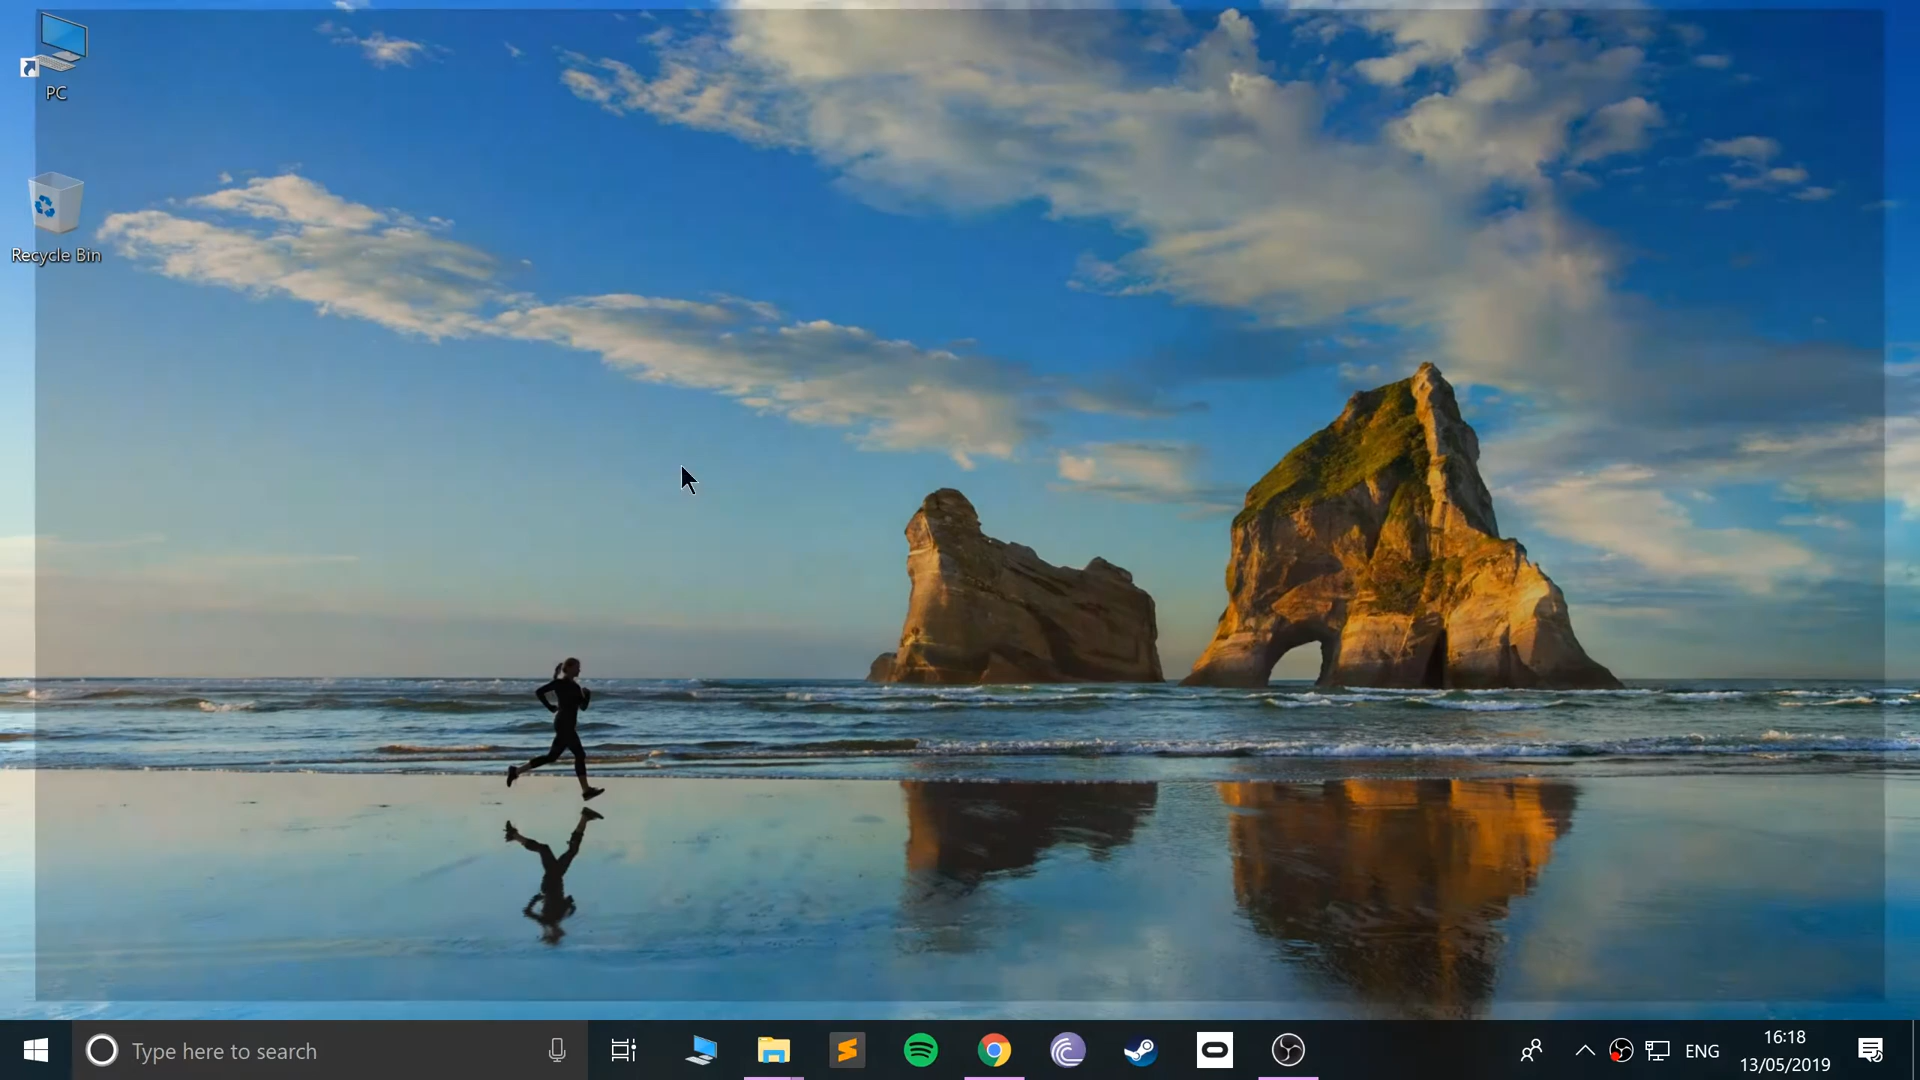 PC
Recycle Bin
Type here to search
ENG
16:18
13/05/2019